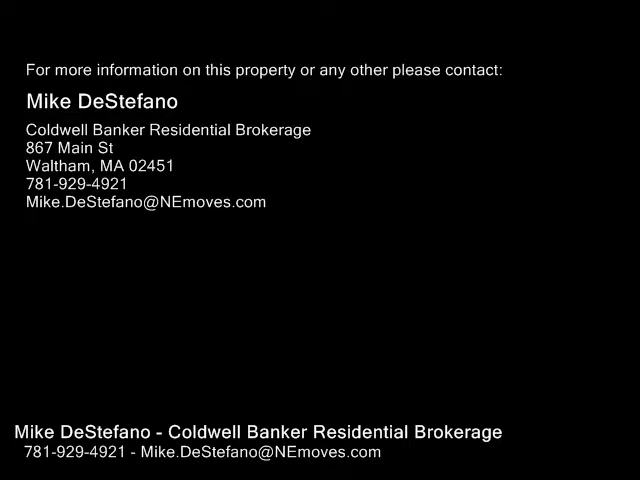 For more information on this property or any other please contact:
Mike DeStefano
Coldwell Banker Residential Brokerage
867 Main St
Waltham, MA 02451
781-929-4921
Mike.DeStefano@NEmoves.com
Mike DeStefano - Coldwell Banker Residential Brokerage
781-929-4921 - Mike.DeStefano@NEmoves.com